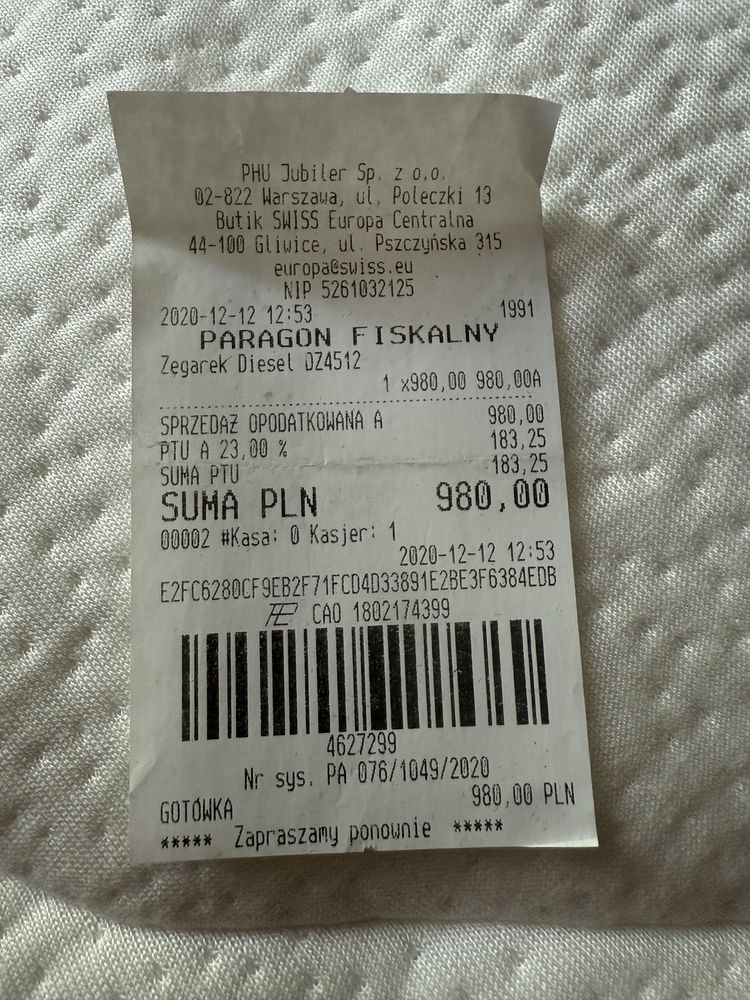 PHU Jubiler Sp. z o.o.
02-822 Warszawa, ul. Poleczki 13
Butik SWISS Europa Centralna
44-100 Gliwice, ul. Pszczyńska 315
europa@swiss.eu
NIP 5261032125
2020-12-12 12:53 1991
PARAGON FISKALNY
Zegarek Diesel DZ4512
1 x980,00 980,00A
SPRZEDAŻ OPODATKOWANA A 980,00
PTU A 23,00 % 183,25
SUMA PTU 183,25
SUMA PLN 980,00
00002 #Kasa: 0 Kasjer: 1
2020-12-12 12:53
E2FC6280CF9EB2F71FCD4D33891E2BE3F6384EDB
CAO 1802174399
4627299
Nr sys. PA 076/1049/2020
GOTÓWKA 980,00 PLN
***** Zapraszamy ponownie *****